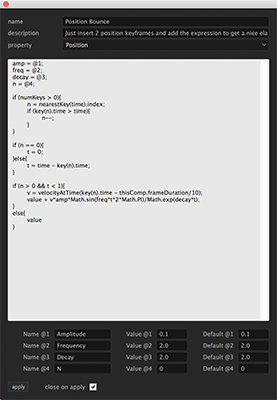 name Position Bounce
description Just insert 2 position keyframes and add the expression to get a nice ela
property Position
amp = @1;
freq = @2;
decay = @3;
n = @4;
if (numKeys > 0){
n = nearestKey(time).index;
if (key(n).time > time){
n--;
}
}
if (n == 0){
t = 0;
}else{
t = time - key(n).time;
}
if (n > 0 && t < 1){
v = velocityAtTime(key(n).time - thisComp.frameDuration/10);
value + v*amp*Math.sin(freq*t*2*Math.PI)/Math.exp(decay*t);
}
else{
value
}
Name @1 Amplitude Value @1 0.1 Default @1 0.1
Name @2 Frequency Value @2 2.0 Default @2 2.0
Name @3 Decay Value @3 2.0 Default @3 2.0
Name @4 N Value @4 0 Default @4 0
apply close on apply